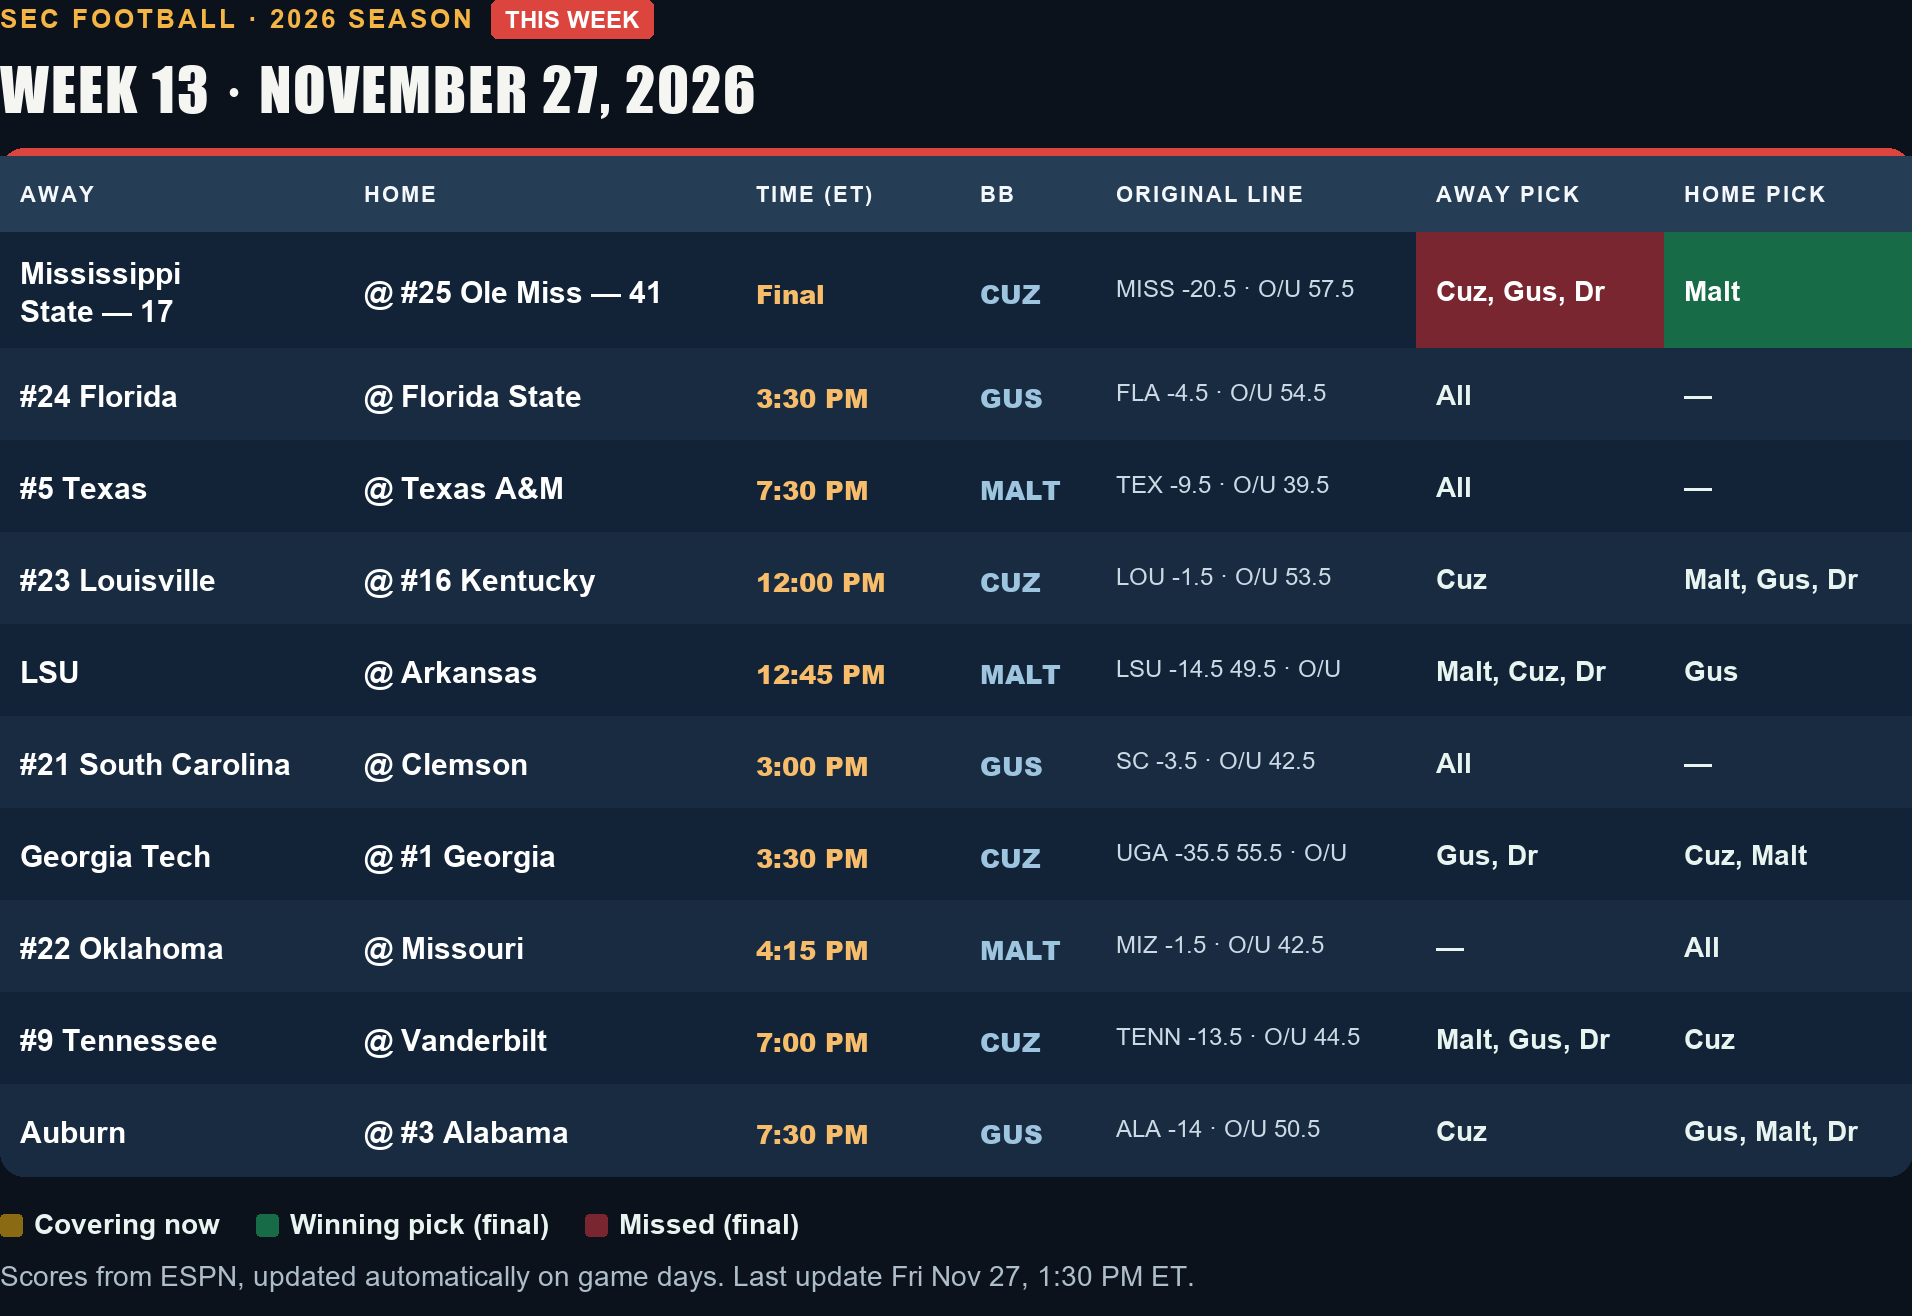 SEC FOOTBALL · 2026 SEASON THIS WEEK
WEEK 13 · NOVEMBER 27, 2026
AWAY HOME TIME (ET) BB ORIGINAL LINE AWAY PICK HOME PICK
Mississippi
State — 17 @ #25 Ole Miss — 41 Final CUZ MISS -20.5 · O/U 57.5 Cuz, Gus, Dr Malt
#24 Florida @ Florida State 3:30 PM GUS FLA -4.5 · O/U 54.5 All —
#5 Texas @ Texas A&M 7:30 PM MALT TEX -9.5 · O/U 39.5 All —
#23 Louisville @ #16 Kentucky 12:00 PM CUZ LOU -1.5 · O/U 53.5 Cuz Malt, Gus, Dr
LSU @ Arkansas 12:45 PM MALT LSU -14.5 49.5 · O/U Malt, Cuz, Dr Gus
#21 South Carolina @ Clemson 3:00 PM GUS SC -3.5 · O/U 42.5 All —
Georgia Tech @ #1 Georgia 3:30 PM CUZ UGA -35.5 55.5 · O/U Gus, Dr Cuz, Malt
#22 Oklahoma @ Missouri 4:15 PM MALT MIZ -1.5 · O/U 42.5 — All
#9 Tennessee @ Vanderbilt 7:00 PM CUZ TENN -13.5 · O/U 44.5 Malt, Gus, Dr Cuz
Auburn @ #3 Alabama 7:30 PM GUS ALA -14 · O/U 50.5 Cuz Gus, Malt, Dr
Covering now Winning pick (final) Missed (final)
Scores from ESPN, updated automatically on game days. Last update Fri Nov 27, 1:30 PM ET.